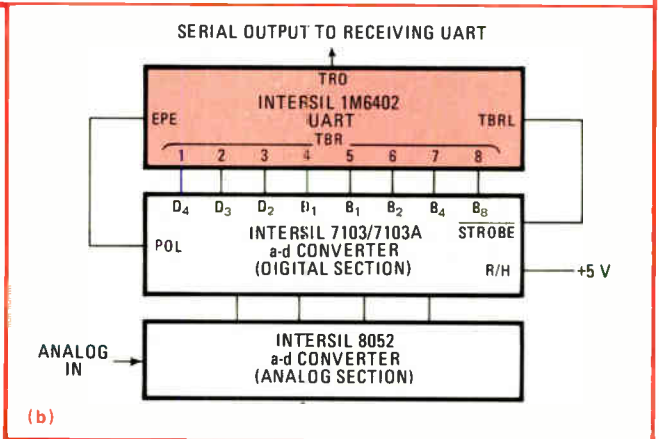 SERIAL OUTPUT TO RECEIVING UART
TRO
INTERSIL 1M6402
UART
EPE
TBRL
TBR
1 2 3 4 5 6 7 8
D4 D3 D2 D1 B1 B2 B4 B8
STROBE
POL
INTERSIL 7103/7103A
a-d CONVERTER
(DIGITAL SECTION)
R/H
+5 V
ANALOG
IN
INTERSIL 8052
a-d CONVERTER
(ANALOG SECTION)
(b)